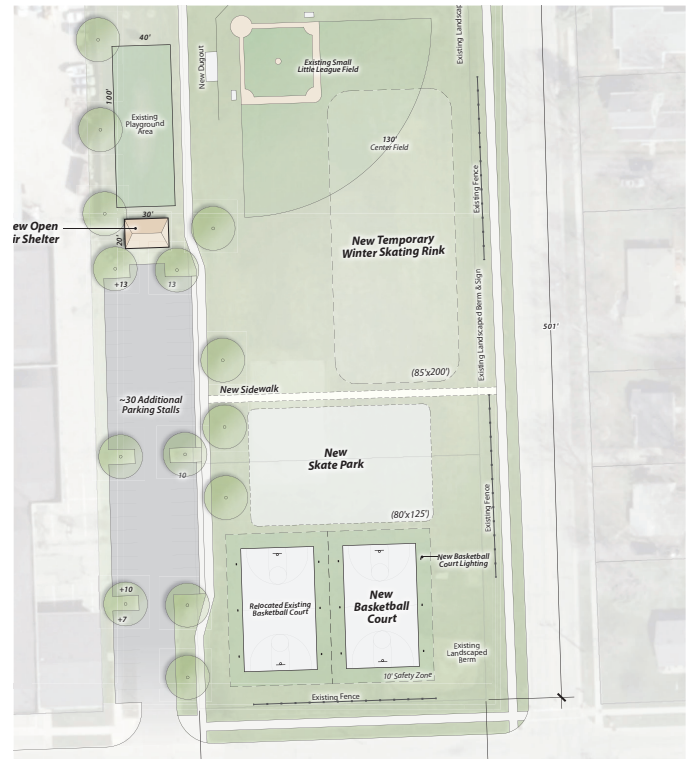 40'
Existing Landscap
New Dugout
Existing Small
Little League Field
100'
Existing
Playground
Area
130'
Center Field
Existing Fence
30'
ew Open
ir Shelter
20'
New Temporary
Winter Skating Rink
+13
13
Existing Landscaped Berm & Sign
501'
(85'x200')
New Sidewalk
~30 Additional
Parking Stalls
New
Skate Park
10
Existing Fence
(80'x125')
New Basketball
Court Lighting
+10
+7
Relocated Existing
Basketball Court
New
Basketball
Court
Existing
Landscaped
Berm
10' Safety Zone
Existing Fence